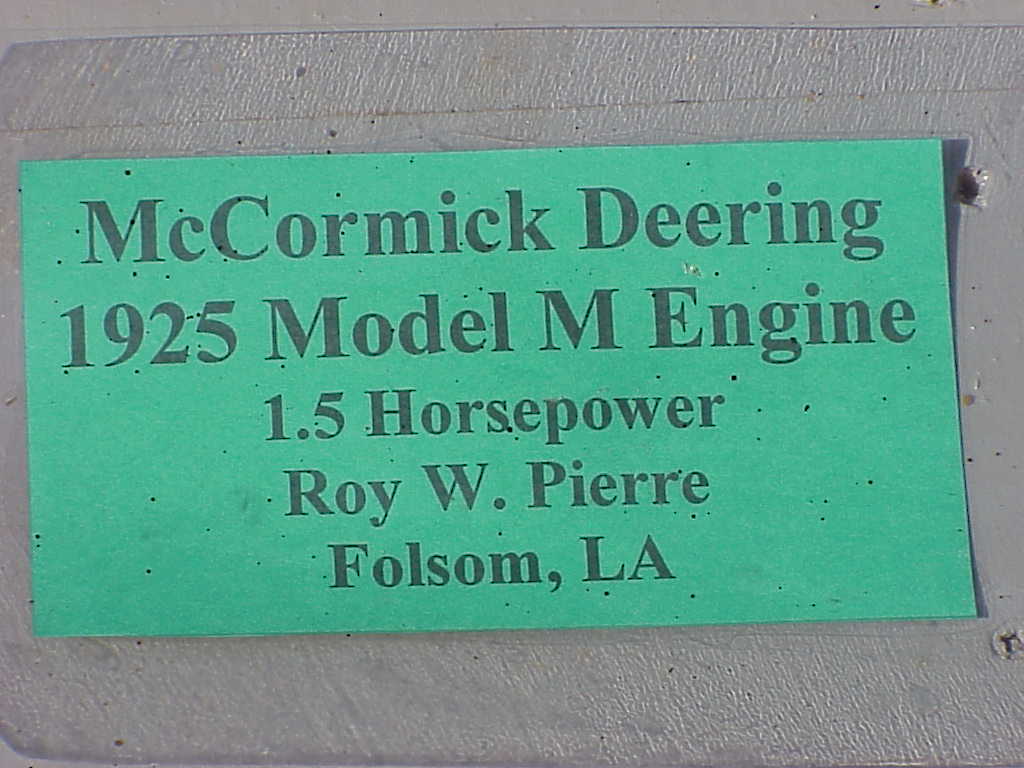 McCormick Deering
1925 Model M Engine
1.5 Horsepower
Roy W. Pierre
Folsom, LA